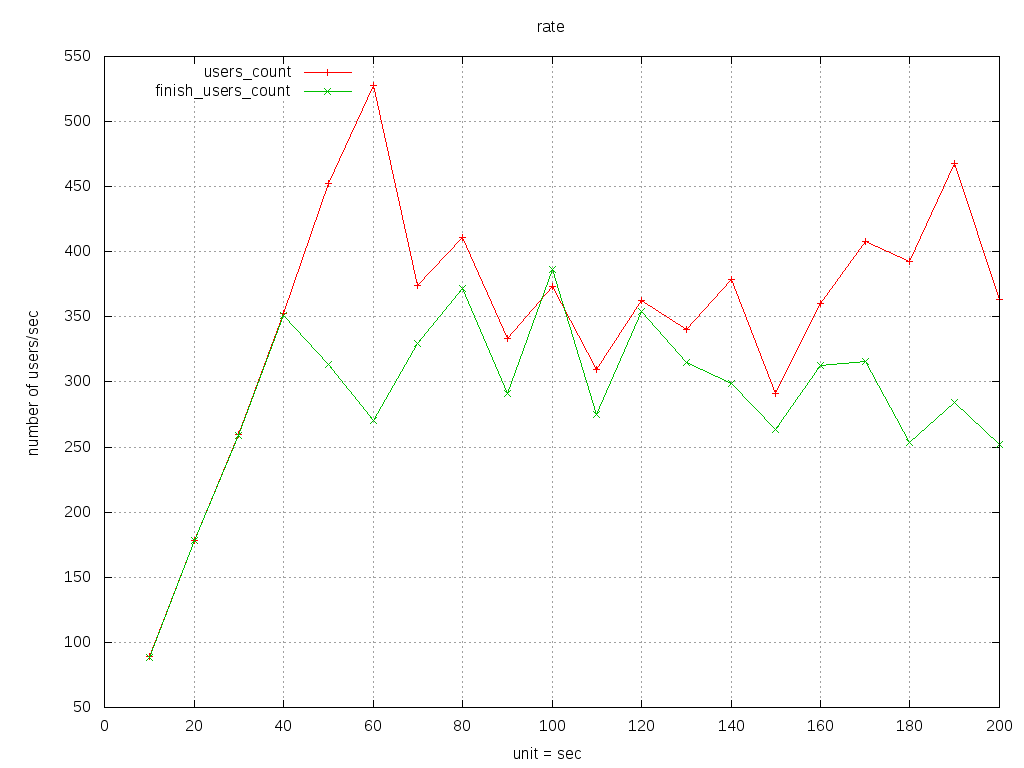 rate
550
500
450
400
350
300
250
200
150
100
50
users_count
finish_users_count
number of users/sec
0 20 40 60 80 100 120 140 160 180 200
unit = sec